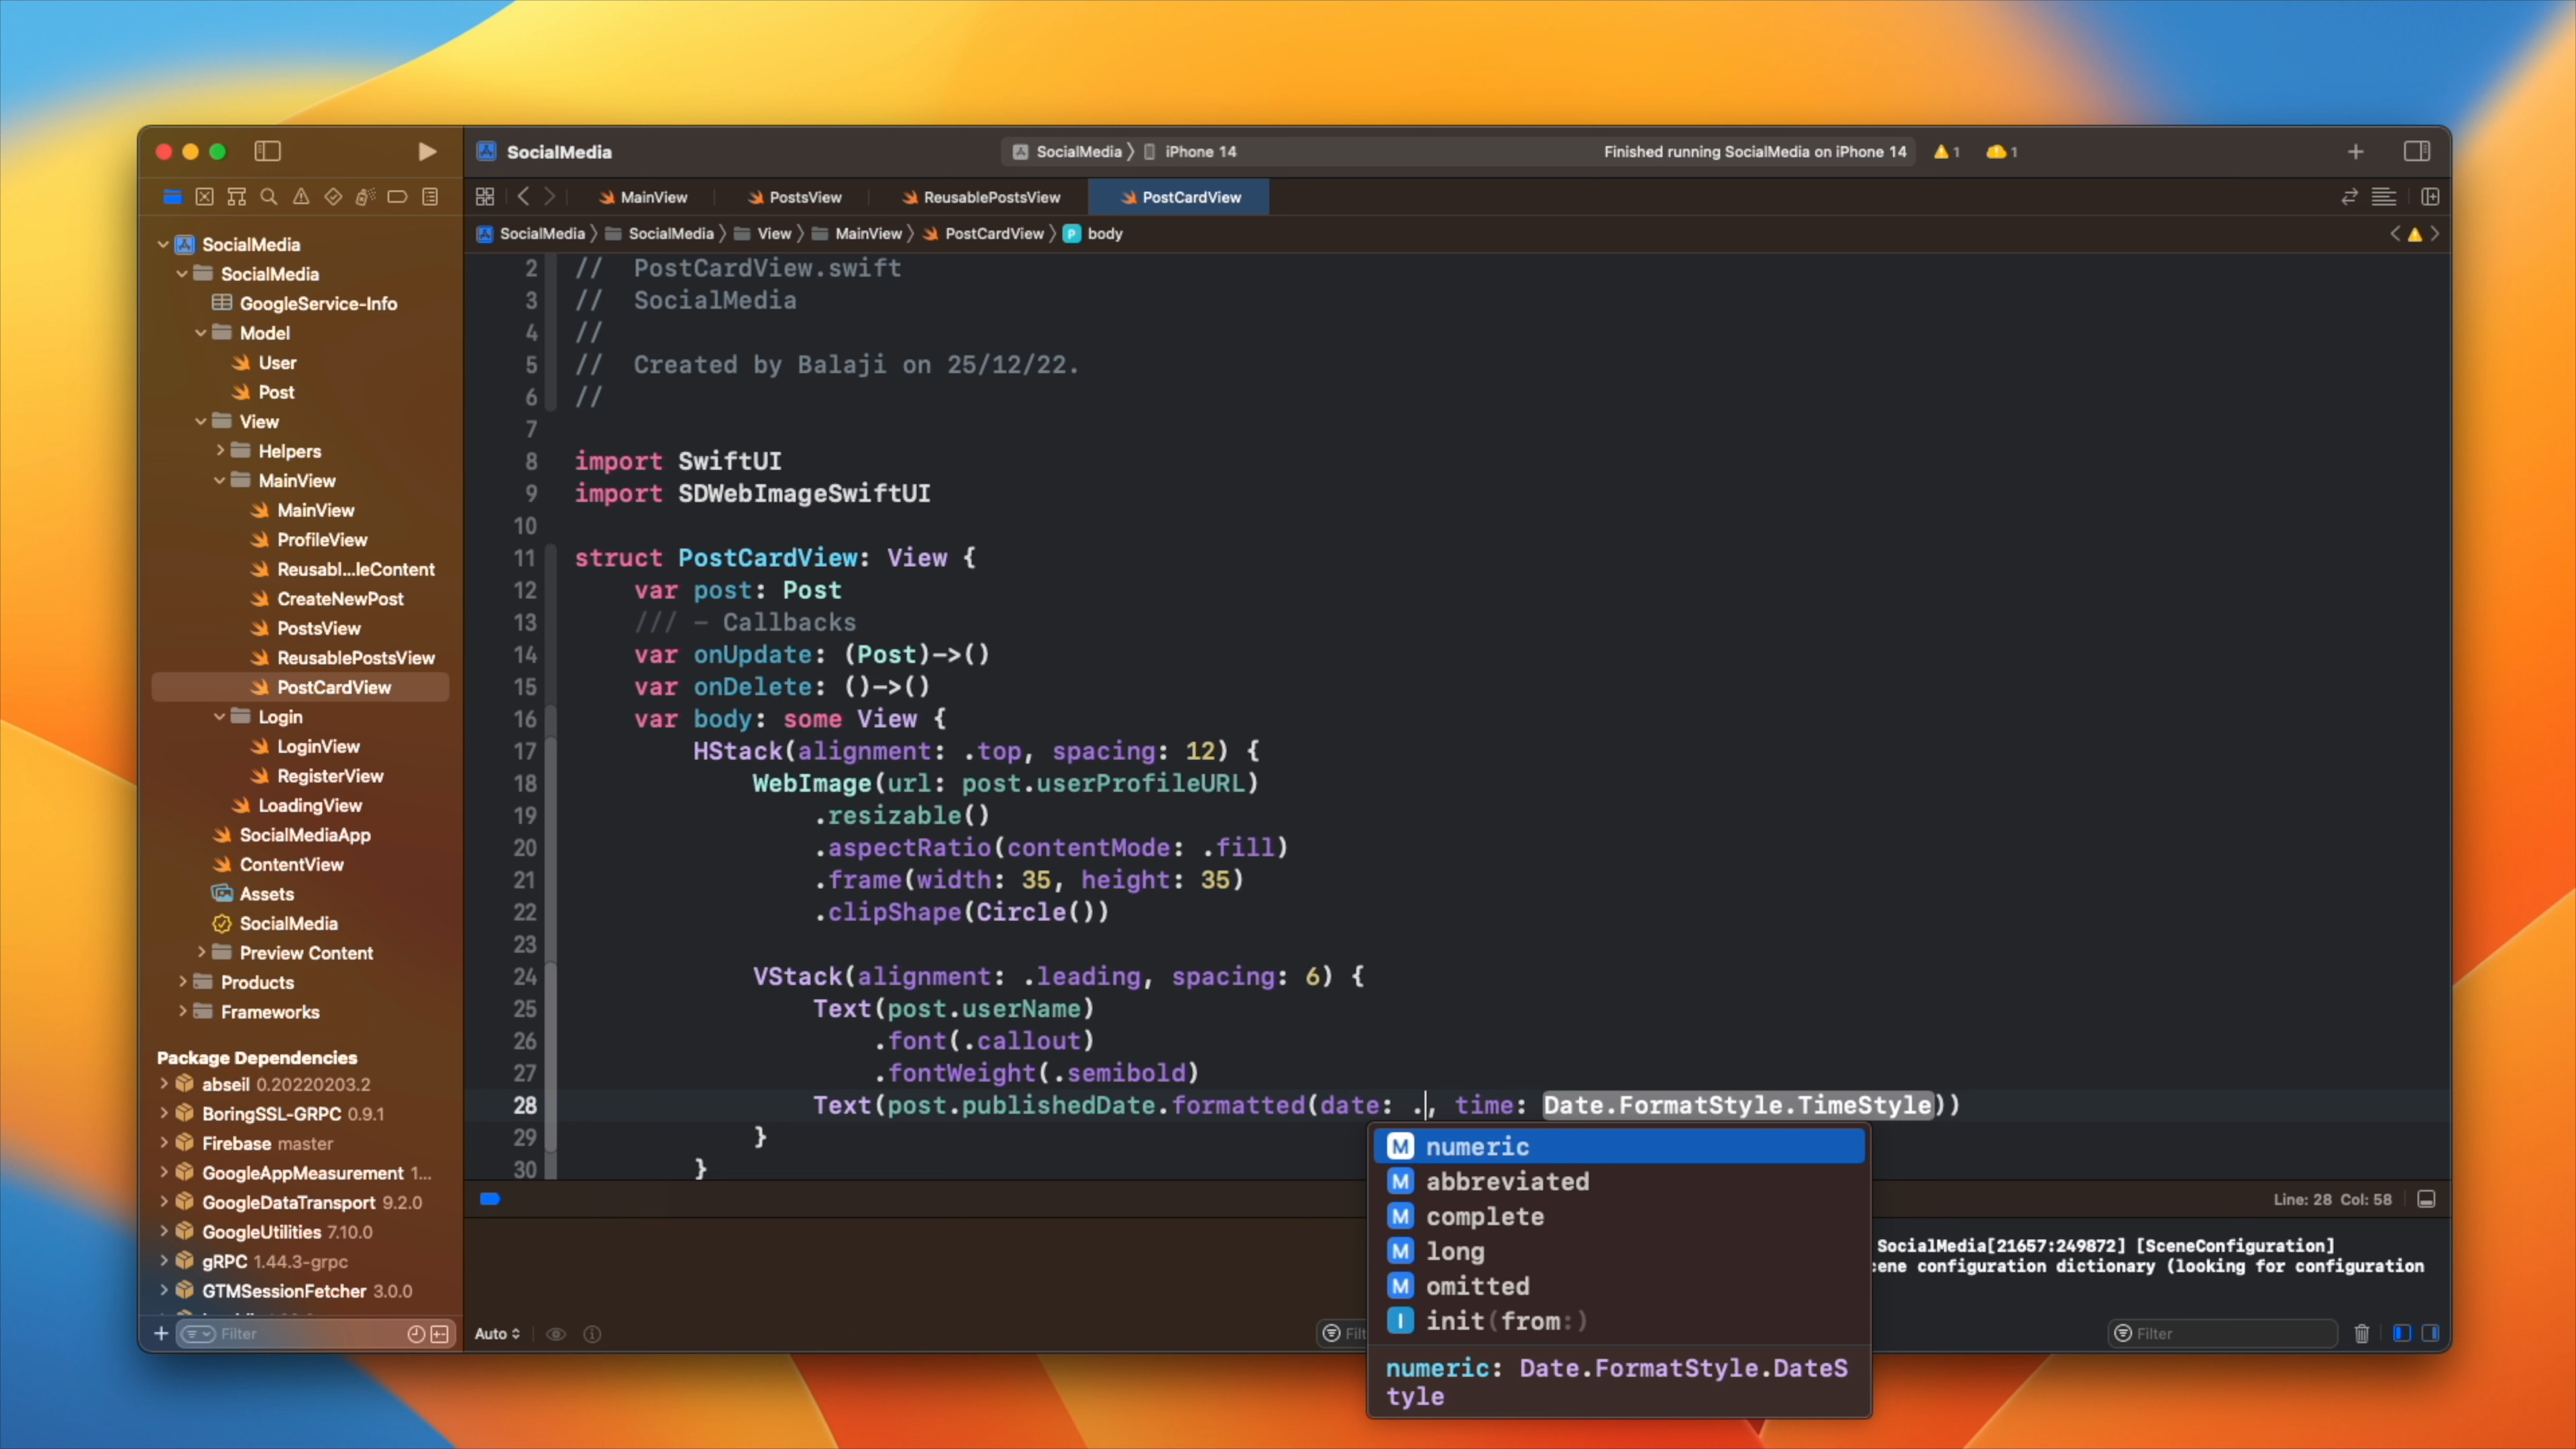 SocialMedia
SocialMedia 〉 iPhone 14
Finished running SocialMedia on iPhone 14
1
1
MainView
PostsView
ReusablePostsView
PostCardView
SocialMedia 〉 SocialMedia 〉 View 〉 MainView 〉 PostCardView 〉 P body
SocialMedia
SocialMedia
GoogleService-Info
Model
User
Post
View
Helpers
MainView
MainView
ProfileView
Reusabl...leContent
CreateNewPost
PostsView
ReusablePostsView
PostCardView
Login
LoginView
RegisterView
LoadingView
SocialMediaApp
ContentView
Assets
SocialMedia
Preview Content
Products
Frameworks
Package Dependencies
abseil 0.20220203.2
BoringSSL-GRPC 0.9.1
Firebase master
GoogleAppMeasurement 1...
GoogleDataTransport 9.2.0
GoogleUtilities 7.10.0
gRPC 1.44.3-grpc
GTMSessionFetcher 3.0.0
Filter
2 //  PostCardView.swift
3 //  SocialMedia
4 //
5 //  Created by Balaji on 25/12/22.
6 //
7
8 import SwiftUI
9 import SDWebImageSwiftUI
10
11 struct PostCardView: View {
12     var post: Post
13     /// - Callbacks
14     var onUpdate: (Post)->()
15     var onDelete: ()->()
16     var body: some View {
17         HStack(alignment: .top, spacing: 12) {
18             WebImage(url: post.userProfileURL)
19                 .resizable()
20                 .aspectRatio(contentMode: .fill)
21                 .frame(width: 35, height: 35)
22                 .clipShape(Circle())
23
24             VStack(alignment: .leading, spacing: 6) {
25                 Text(post.userName)
26                     .font(.callout)
27                     .fontWeight(.semibold)
28                 Text(post.publishedDate.formatted(date: ., time: Date.FormatStyle.TimeStyle))
29             }
30         }
M numeric
M abbreviated
M complete
M long
M omitted
I init(from:)
numeric: Date.FormatStyle.DateS
tyle
Line: 28 Col: 58
SocialMedia[21657:249872] [SceneConfiguration]
configuration dictionary (looking for configuration
Auto
Filter